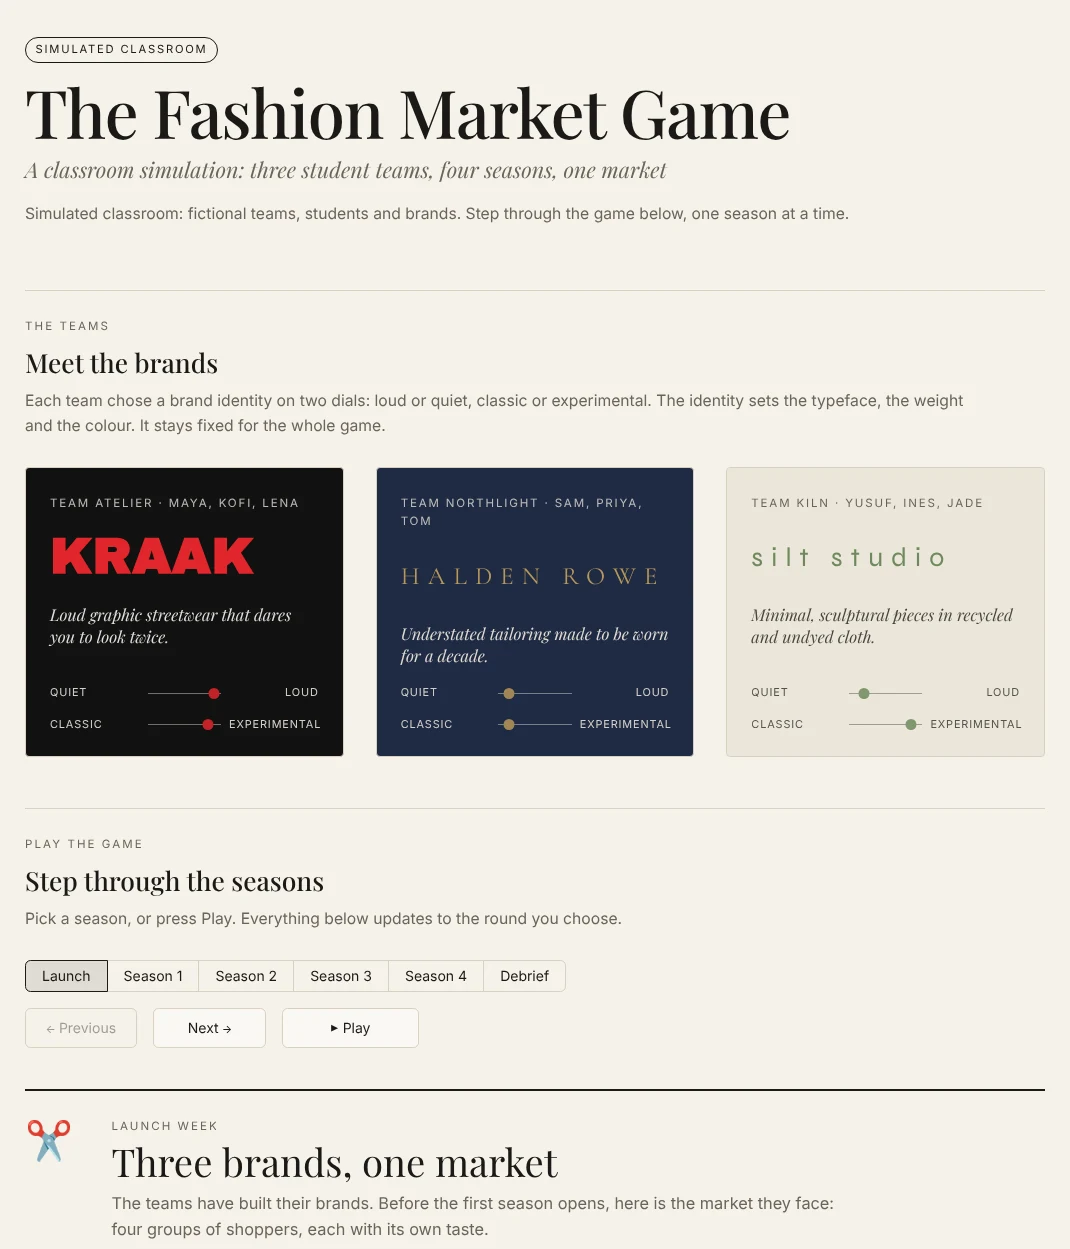 SIMULATED CLASSROOM
The Fashion Market Game
A classroom simulation: three student teams, four seasons, one market
Simulated classroom: fictional teams, students and brands. Step through the game below, one season at a time.
THE TEAMS
Meet the brands
Each team chose a brand identity on two dials: loud or quiet, classic or experimental. The identity sets the typeface, the weight
and the colour. It stays fixed for the whole game.
TEAM ATELIER · MAYA, KOFI, LENA
KRAAK
Loud graphic streetwear that dares
you to look twice.
QUIET LOUD
CLASSIC EXPERIMENTAL
TEAM NORTHLIGHT · SAM, PRIYA,
TOM
HALDEN ROWE
Understated tailoring made to be worn
for a decade.
QUIET LOUD
CLASSIC EXPERIMENTAL
TEAM KILN · YUSUF, INES, JADE
silt studio
Minimal, sculptural pieces in recycled
and undyed cloth.
QUIET LOUD
CLASSIC EXPERIMENTAL
PLAY THE GAME
Step through the seasons
Pick a season, or press Play. Everything below updates to the round you choose.
Launch Season 1 Season 2 Season 3 Season 4 Debrief
← Previous Next → ▶ Play
LAUNCH WEEK
Three brands, one market
The teams have built their brands. Before the first season opens, here is the market they face:
four groups of shoppers, each with its own taste.